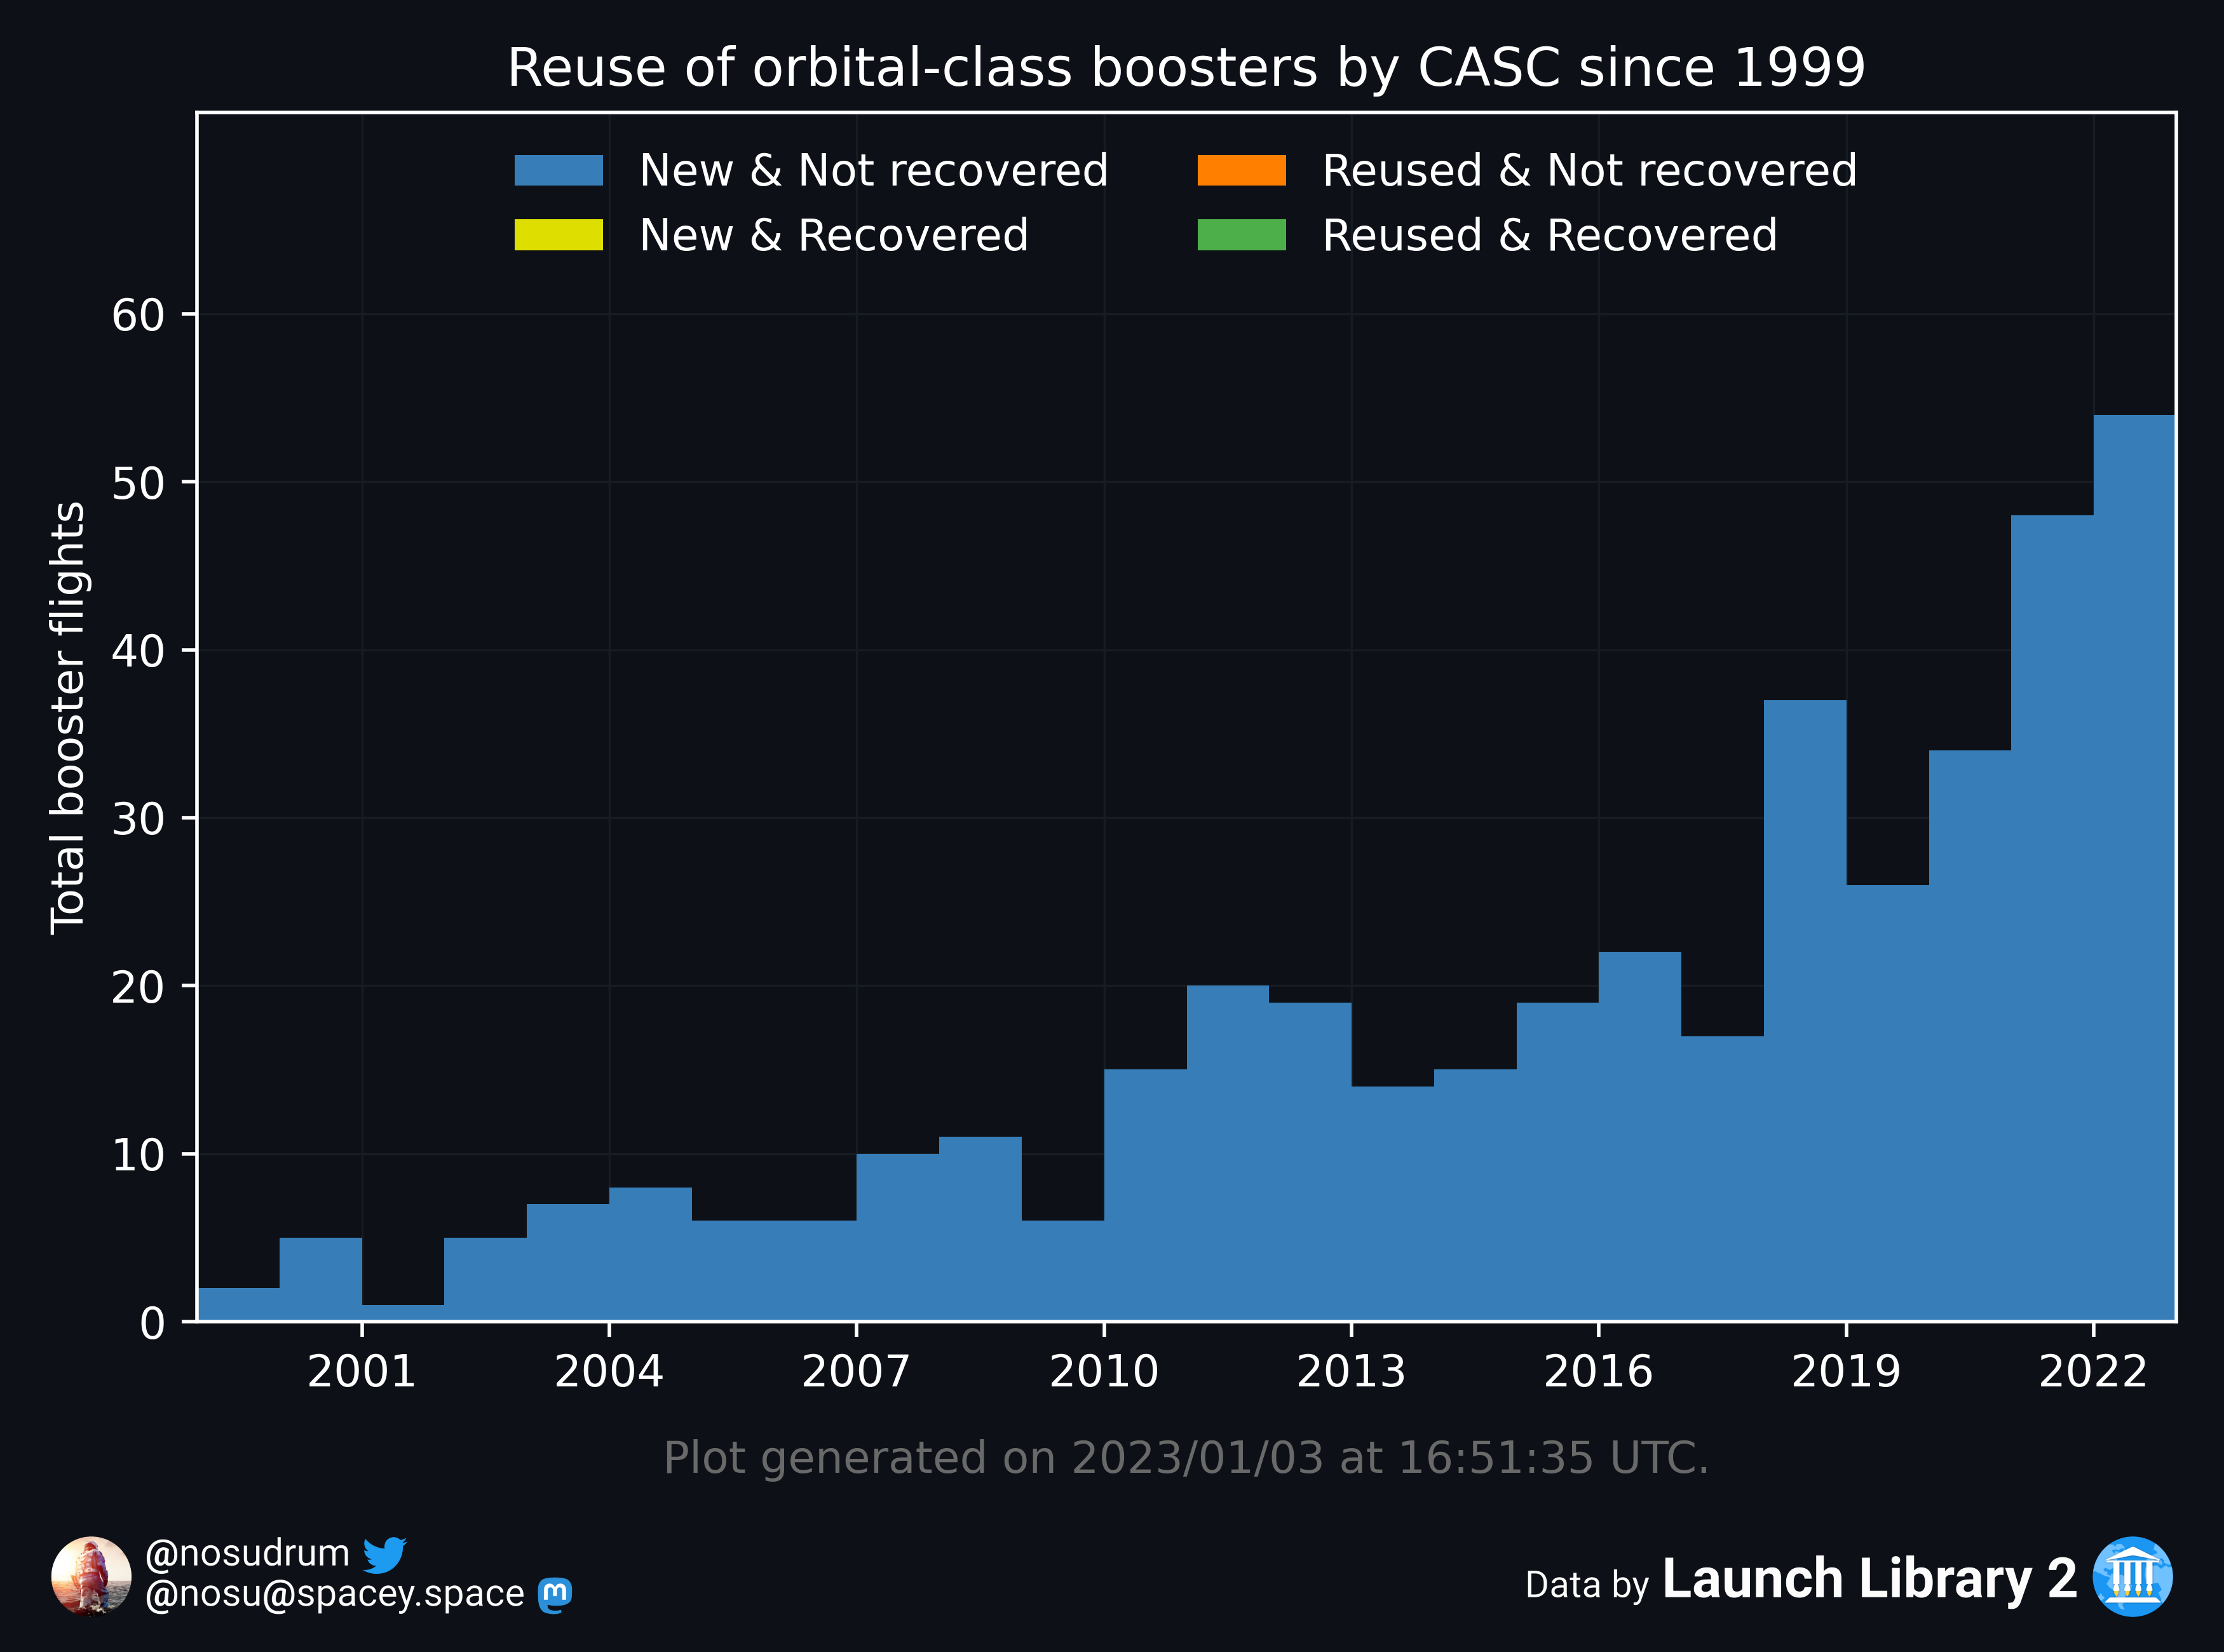 Reuse of orbital-class boosters by CASC since 1999
New & Not recovered
New & Recovered
Reused & Not recovered
Reused & Recovered
Total booster flights
60
50
40
30
20
10
0
2001 2004 2007 2010 2013 2016 2019 2022
Plot generated on 2023/01/03 at 16:51:35 UTC.
@nosudrum
@nosu@spacey.space
Data by Launch Library 2